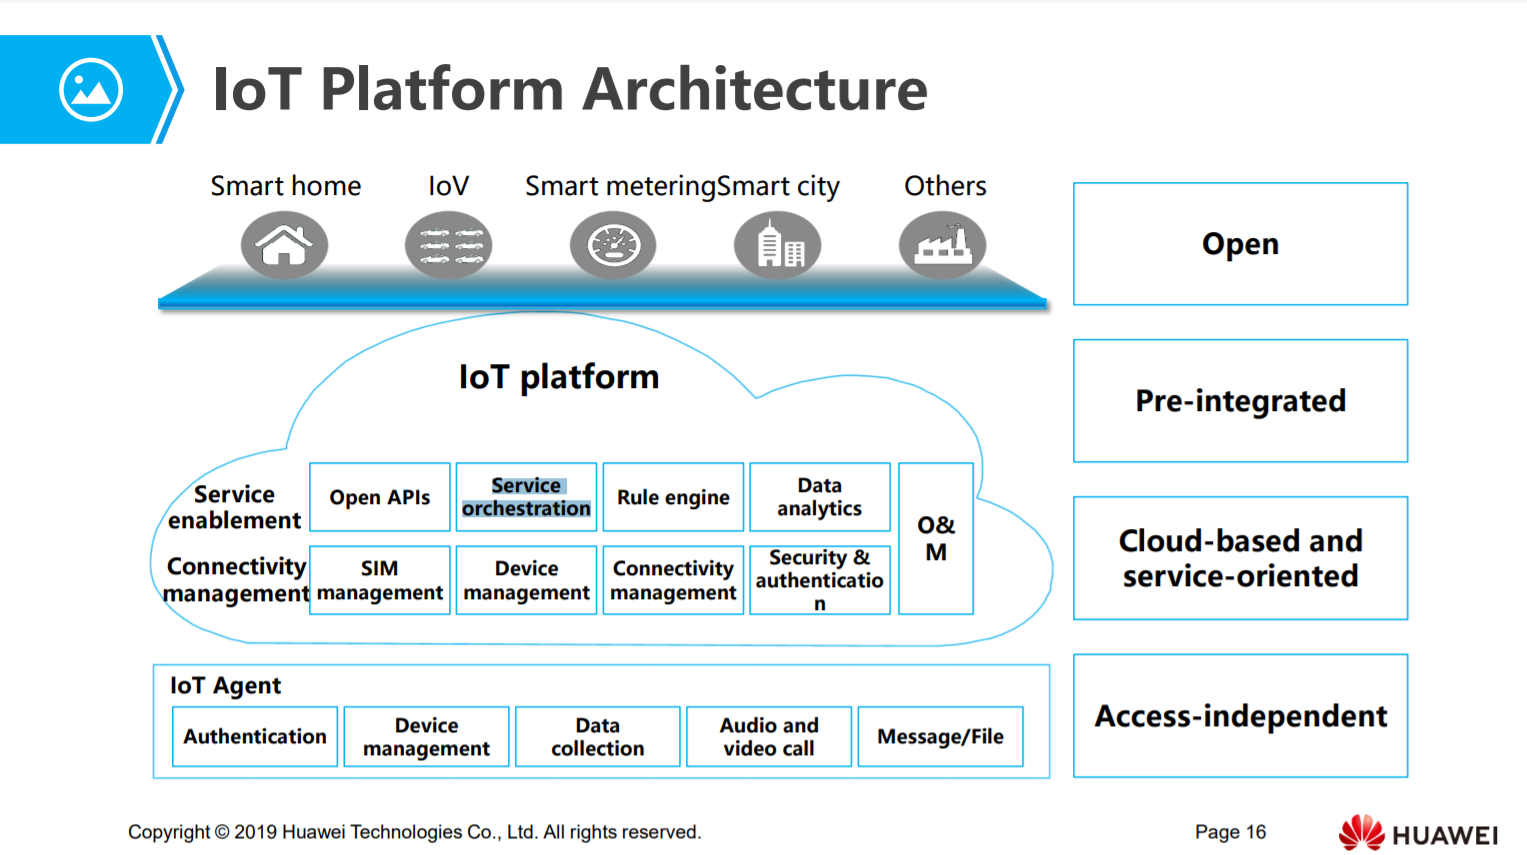 IoT Platform Architecture
Smart home
IoV
Smart metering
Smart city
Others
IoT platform
Service
enablement
Open APIs
Service
orchestration
Rule engine
Data
analytics
O&
M
Connectivity
management
SIM
management
Device
management
Connectivity
management
Security &
authenticatio
n
IoT Agent
Authentication
Device
management
Data
collection
Audio and
video call
Message/File
Open
Pre-integrated
Cloud-based and
service-oriented
Access-independent
Copyright © 2019 Huawei Technologies Co., Ltd. All rights reserved.
Page 16
HUAWEI